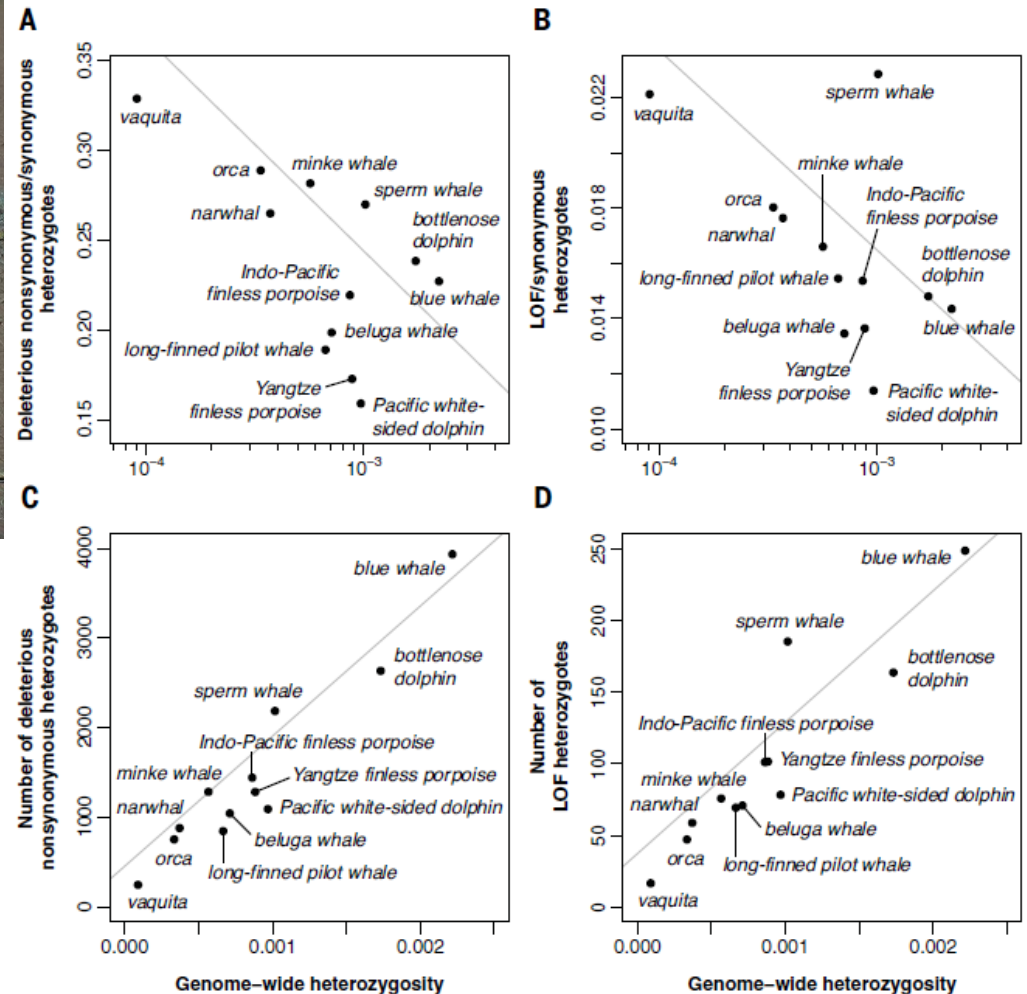 A
Deleterious nonsynonymous/synonymous
heterozygotes
0.35
0.30
0.25
0.20
0.15
vaquita
orca
minke whale
narwhal
sperm whale
bottlenose
dolphin
Indo-Pacific
finless porpoise
blue whale
beluga whale
long-finned pilot whale
Yangtze
finless porpoise
Pacific white-
sided dolphin
10⁻⁴
10⁻³
B
LOF/synonymous
heterozygotes
0.022
0.018
0.014
0.010
sperm whale
vaquita
minke whale
Indo-Pacific
finless porpoise
orca
narwhal
bottlenose
dolphin
long-finned pilot whale
beluga whale
blue whale
Yangtze
finless porpoise
Pacific white-
sided dolphin
10⁻⁴
10⁻³
C
Number of deleterious
nonsynonymous heterozygotes
4000
3000
2000
1000
0
blue whale
bottlenose
dolphin
sperm whale
Indo-Pacific finless porpoise
minke whale
Yangtze finless porpoise
narwhal
Pacific white-sided dolphin
orca
beluga whale
long-finned pilot whale
vaquita
0.000
0.001
0.002
Genome–wide heterozygosity
D
Number of
LOF heterozygotes
250
200
150
100
50
0
blue whale
sperm whale
bottlenose
dolphin
Indo-Pacific finless porpoise
Yangtze finless porpoise
minke whale
narwhal
Pacific white-sided dolphin
beluga whale
orca
long-finned pilot whale
vaquita
0.000
0.001
0.002
Genome–wide heterozygosity